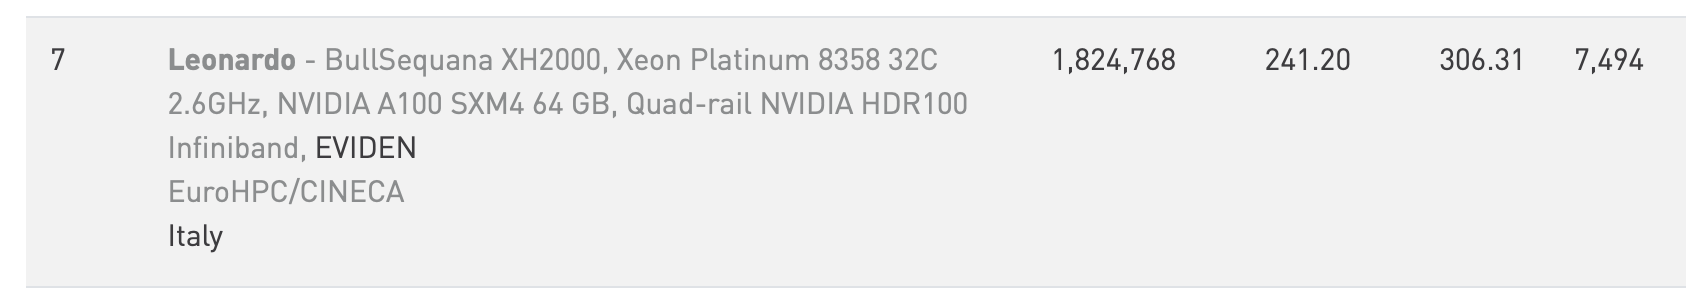 7 Leonardo - BullSequana XH2000, Xeon Platinum 8358 32C 1,824,768 241.20 306.31 7,494
2.6GHz, NVIDIA A100 SXM4 64 GB, Quad-rail NVIDIA HDR100
Infiniband, EVIDEN
EuroHPC/CINECA
Italy